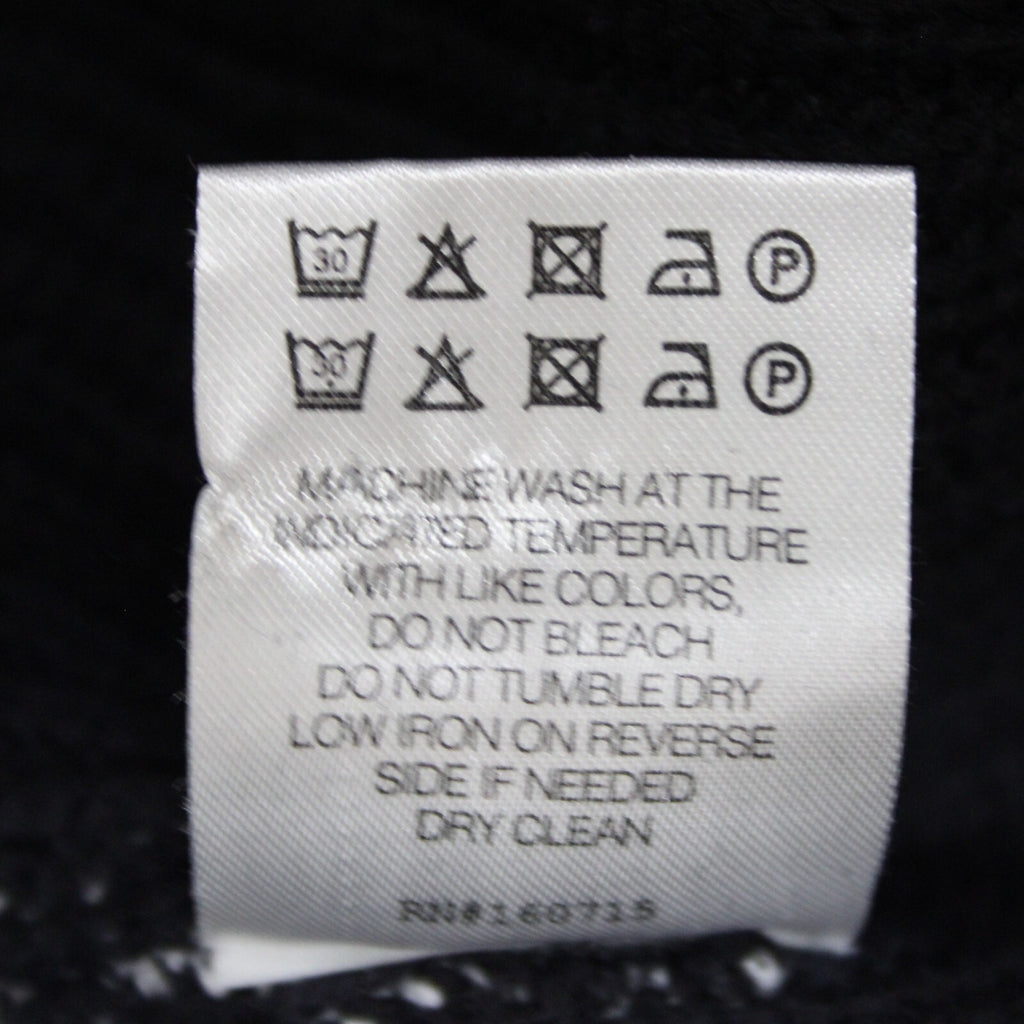 30 P
30 P
MACHINE WASH AT THE
INDICATED TEMPERATURE
WITH LIKE COLORS,
DO NOT BLEACH
DO NOT TUMBLE DRY
LOW IRON ON REVERSE
SIDE IF NEEDED
DRY CLEAN
RN#160715